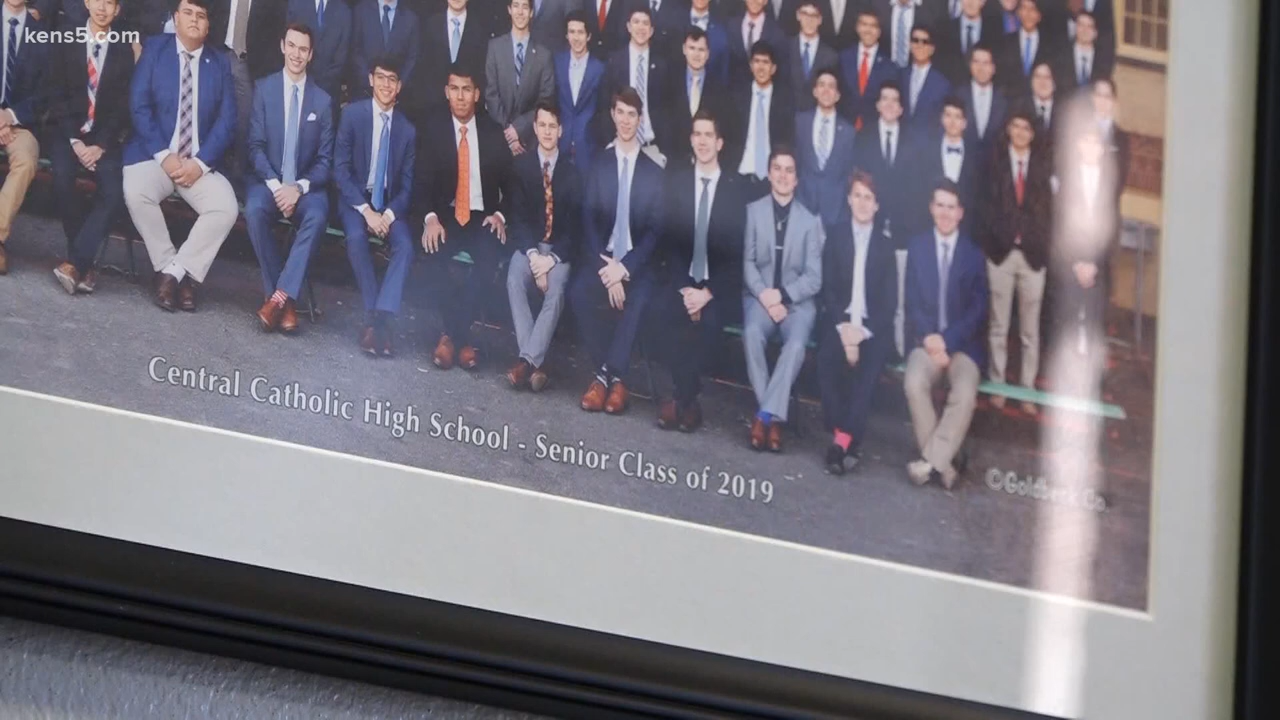 kens5.com
Central Catholic High School - Senior Class of 2019
©Goldbeck Co.